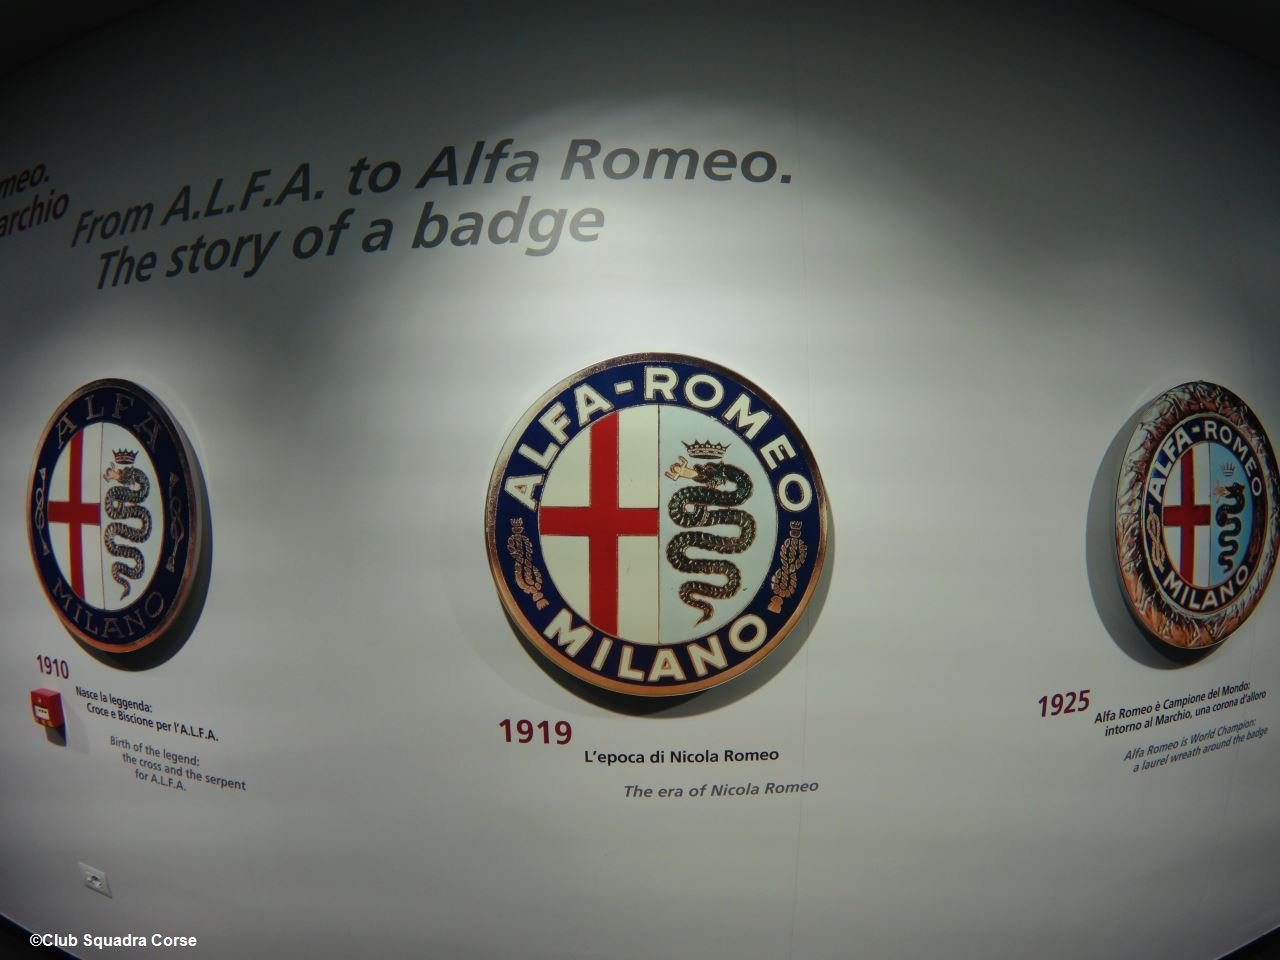 meo.
archio
From A.L.F.A. to Alfa Romeo.
The story of a badge
ALFA
MILANO
1910
Nasce la leggenda:
Croce e Biscione per l'A.L.F.A.
Birth of the legend:
the cross and the serpent
for A.L.F.A.
ALFA-ROMEO
MILANO
1919
L'epoca di Nicola Romeo
The era of Nicola Romeo
ALFA-ROMEO
MILANO
1925
Alfa Romeo è Campione del Mondo:
intorno al Marchio, una corona d'alloro
Alfa Romeo is World Champion:
a laurel wreath around the badge
©Club Squadra Corse